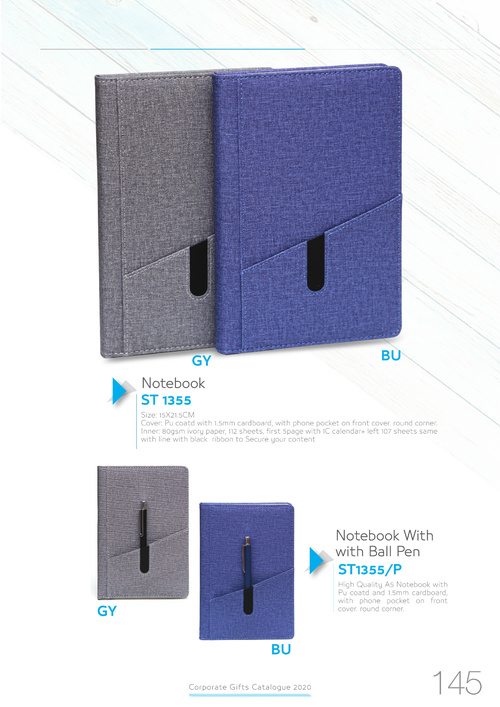 GY
BU
Notebook
ST 1355
Size: 15X21.5CM
Cover: Pu coatd with 1.5mm cardboard, with phone pocket on front cover. round corner.
Inner: 80gsm ivory paper, 112 sheets, first 5page with 1C calendar+ left 107 sheets same
with line with black ribbon to Secure your content
GY
BU
Notebook With
with Ball Pen
ST1355/P
High Quality A5 Notebook with
Pu coatd and 1.5mm cardboard,
with phone pocket on front
cover. round corner.
Corporate Gifts Catalogue 2020
145